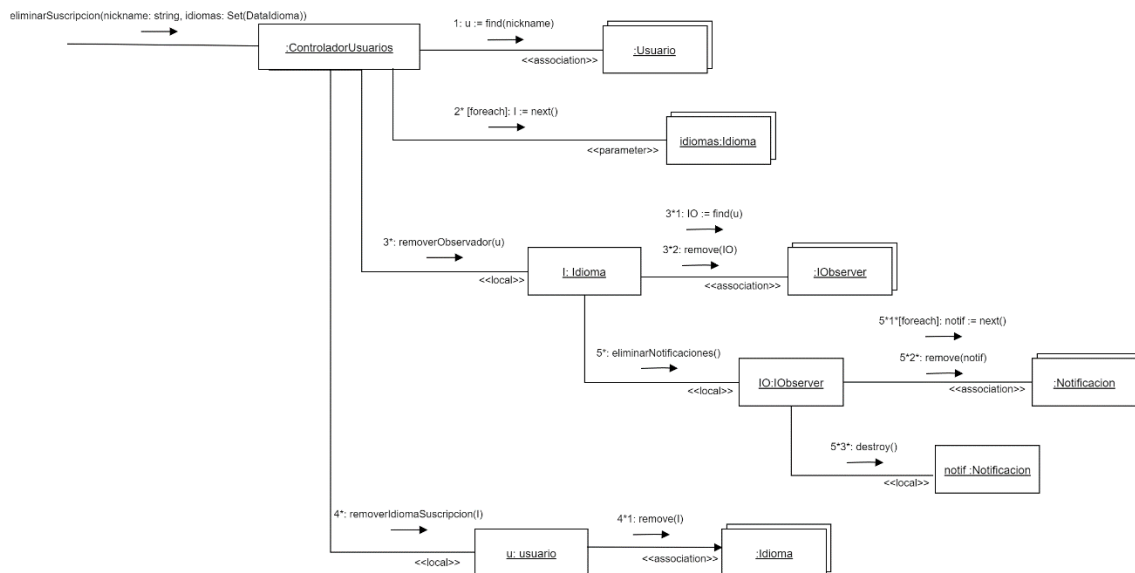 eliminarSuscripcion(nickname: string, idiomas: Set(DataIdioma))
:ControladorUsuarios
1: u := find(nickname)
:Usuario
<<association>>
2* [foreach]: I := next()
idiomas:Idioma
<<parameter>>
3*1: IO := find(u)
3*: removerObservador(u)
3*2: remove(IO)
I: Idioma
:IObserver
<<local>>
<<association>>
5*1*[foreach]: notif := next()
5*: eliminarNotificaciones()
5*2*: remove(notif)
IO:IObserver
:Notificacion
<<local>>
<<association>>
5*3*: destroy()
notif :Notificacion
<<local>>
4*: removerIdiomaSuscripcion(I)
4*1: remove(I)
u: usuario
:Idioma
<<local>>
<<association>>